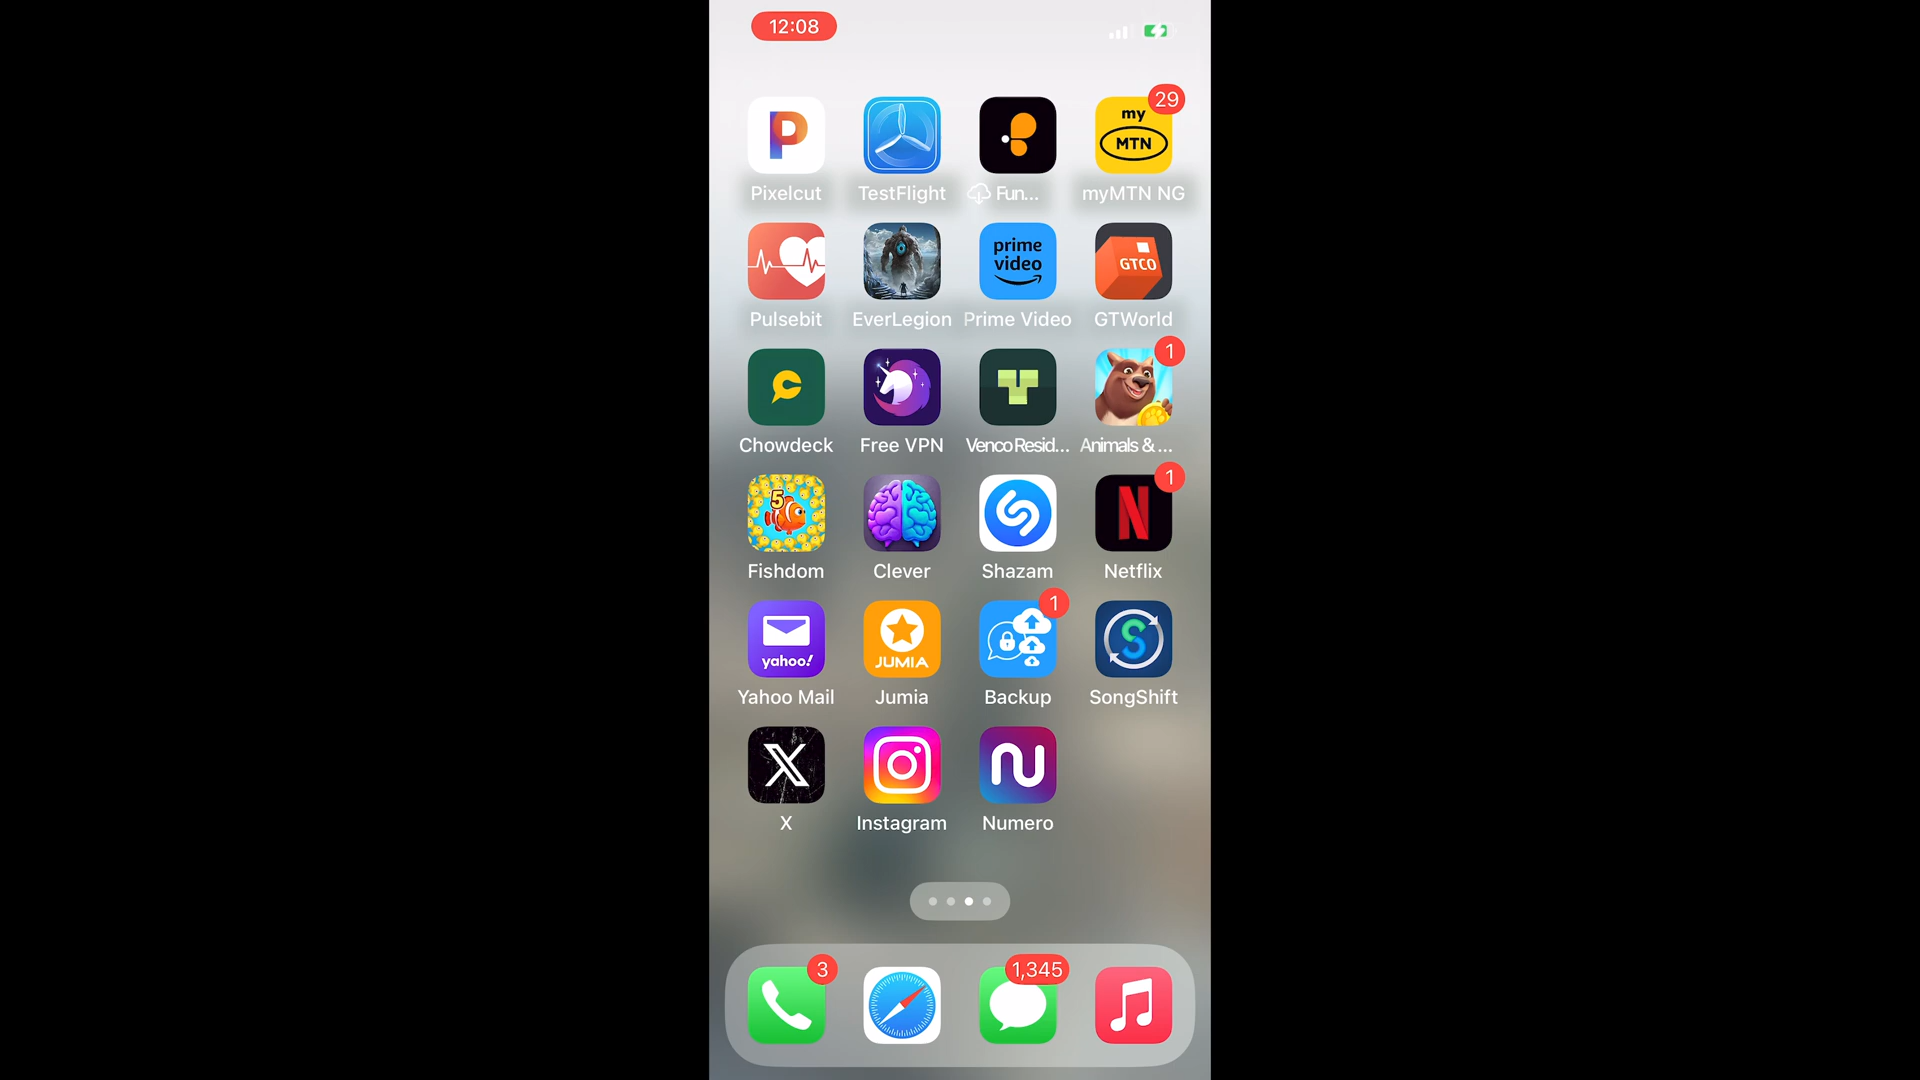 12:08
P
my
MTN
29
Pixelcut
TestFlight
Fun...
myMTN NG
prime
video
GTCO
Pulsebit
EverLegion
Prime Video
GTWorld
1
Chowdeck
Free VPN
Venco Resid...
Animals & ...
5
N
1
Fishdom
Clever
Shazam
Netflix
yahoo!
JUMIA
1
S
Yahoo Mail
Jumia
Backup
SongShift
X
Instagram
Numero
3
1,345